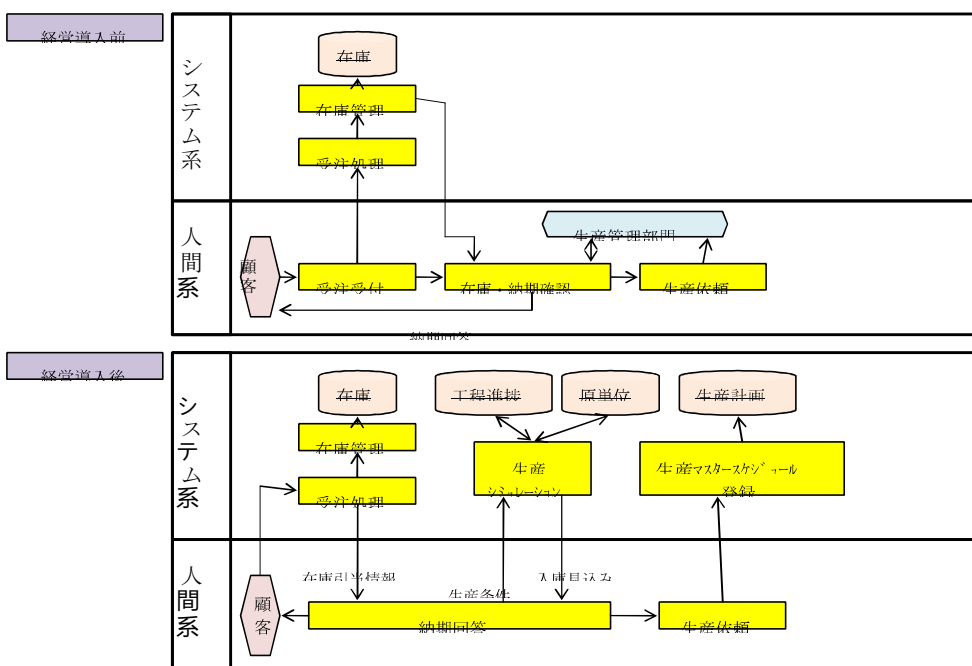 経営導入前
システム系
在庫
在庫管理
受注処理
人間系
顧客
生産管理部門
受注受付
在庫・納期確認
生産依頼
納期回答
経営導入後
システム系
在庫
工程進捗
原単位
生産計画
在庫管理
生産
シミュレーション
生産マスタースケジュール
登録
受注処理
人間系
在庫引当情報
入庫見込み
生産条件
顧客
納期回答
生産依頼